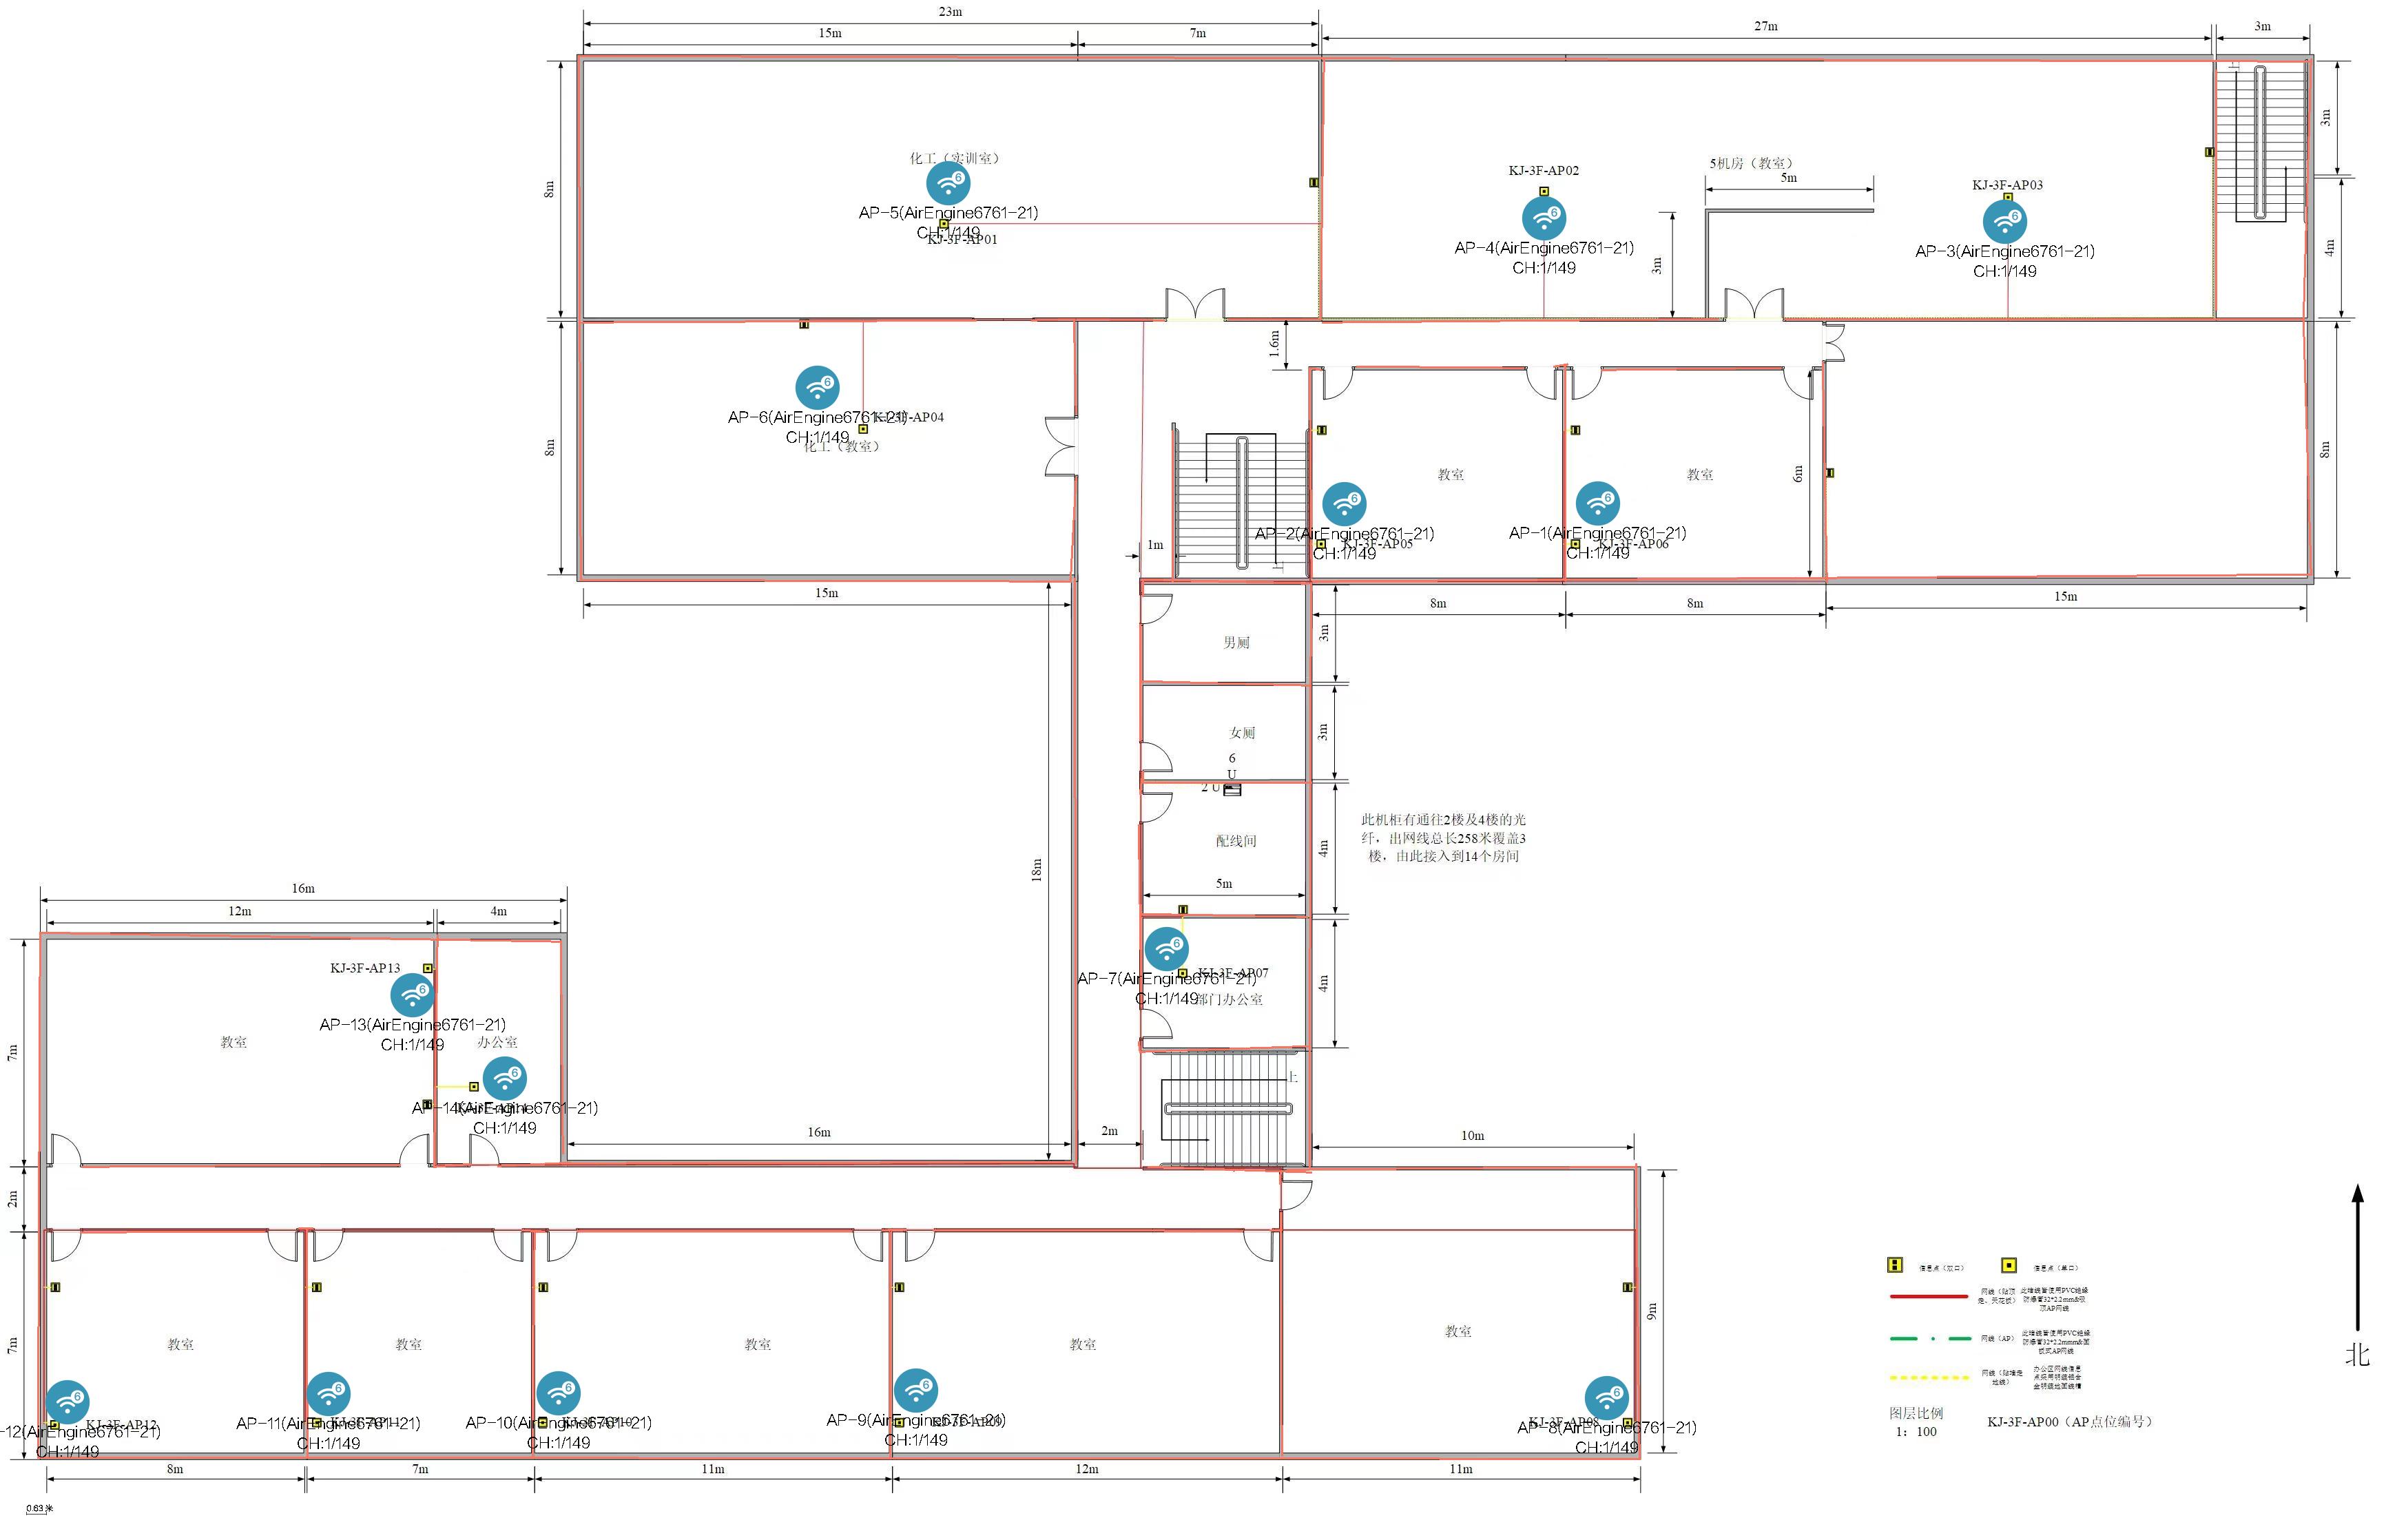 23m
15m
7m
27m
3m
8m
化工（实训室）
AP-5(AirEngine6761-21)
CH:1/149
KJ-3F-AP01
KJ-3F-AP02
AP-4(AirEngine6761-21)
CH:1/149
5机房（教室）
5m
3m
KJ-3F-AP03
AP-3(AirEngine6761-21)
CH:1/149
上
3m
4m
8m
AP-6(AirEngine6761-21)
KJ-3F-AP04
CH:1/149
化工（教室）
1.6m
教室
AP-2(AirEngine6761-21)
KJ-3F-AP05
CH:1/149
教室
6m
AP-1(AirEngine6761-21)
KJ-3F-AP06
CH:1/149
8m
1m
上
15m
8m
8m
15m
男厕
3m
女厕
3m
6
U
2 U
配线间
4m
5m
此机柜有通往2楼及4楼的光
纤，出网线总长258米覆盖3
楼，由此接入到14个房间
18m
AP-7(AirEngine6761-21)
KJ-3F-AP07
CH:1/149
部门办公室
4m
上
16m
12m
4m
KJ-3F-AP13
AP-13(AirEngine6761-21)
CH:1/149
教室
办公室
7m
AP-14(AirEngine6761-21)
CH:1/149
16m
2m
10m
2m
7m
教室
教室
教室
教室
教室
9m
KJ-3F-AP12
-12(AirEngine6761-21)
CH:1/149
AP-11(AirEngine6761-21)
CH:1/149
AP-10(AirEngine6761-21)
CH:1/149
AP-9(AirEngine6761-21)
CH:1/149
KJ-3F-AP08
AP-8(AirEngine6761-21)
CH:1/149
8m
7m
11m
12m
11m
0.63米
信息点（双口）
信息点（单口）
网线（AP）
图层比例
1：100
KJ-3F-AP00（AP点位编号）
北